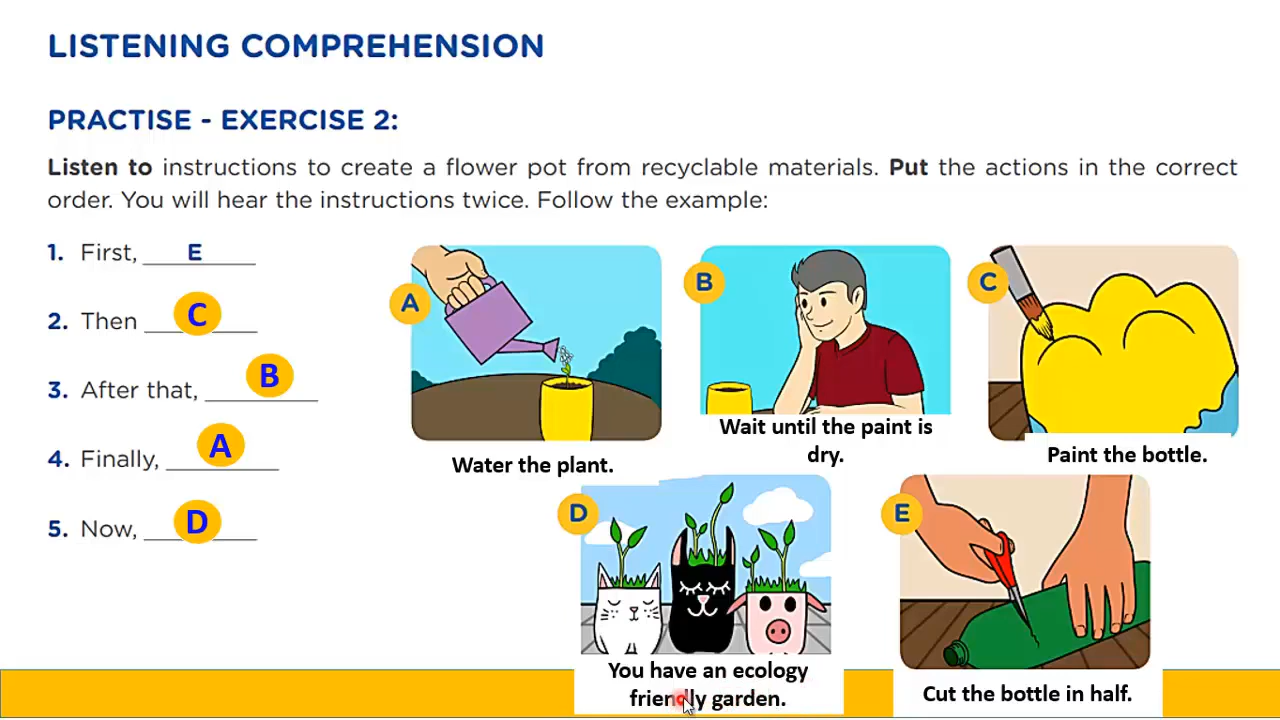 LISTENING COMPREHENSION
PRACTISE - EXERCISE 2:
Listen to instructions to create a flower pot from recyclable materials. Put the actions in the correct
order. You will hear the instructions twice. Follow the example:
1. First, E
2. Then C
3. After that, B
4. Finally, A
5. Now, D
A
Water the plant.
B
Wait until the paint is
dry.
C
Paint the bottle.
D
You have an ecology
friendly garden.
E
Cut the bottle in half.